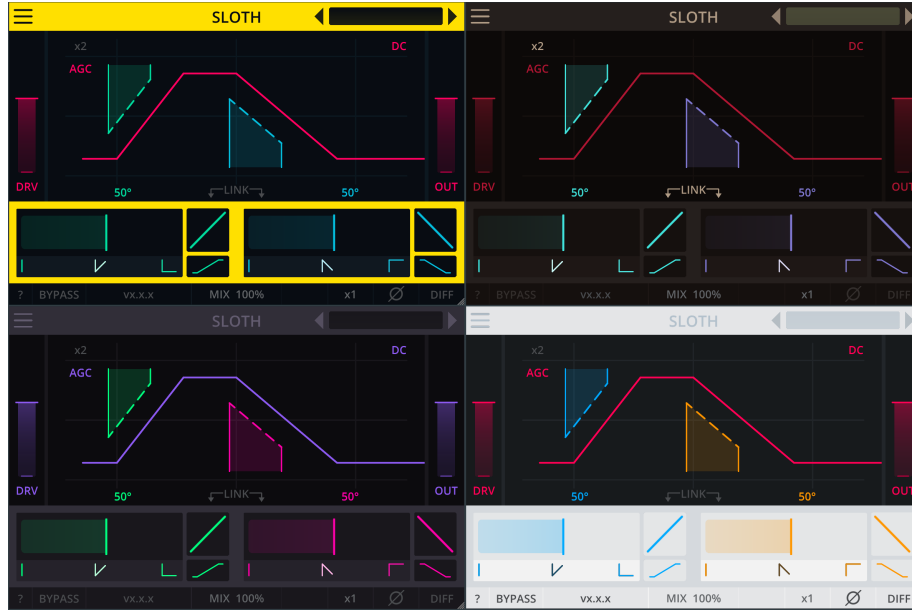 SLOTH
x2 DC
AGC
DRV OUT
50° LINK 50°
? BYPASS vx.x.x MIX 100% x1 DIFF
SLOTH
x2 DC
AGC
DRV OUT
50° LINK 50°
? BYPASS vx.x.x MIX 100% x1 DIFF
SLOTH
x2 DC
AGC
DRV OUT
50° LINK 50°
? BYPASS vx.x.x MIX 100% x1 DIFF
SLOTH
x2 DC
AGC
DRV OUT
50° LINK 50°
? BYPASS vx.x.x MIX 100% x1 DIFF